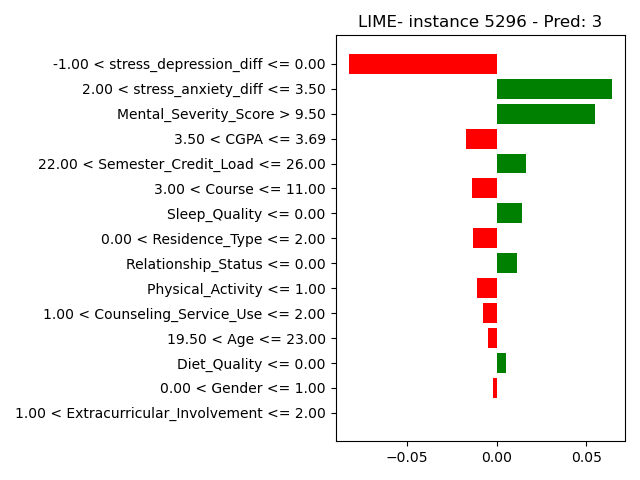 LIME- instance 5296 - Pred: 3
-1.00 < stress_depression_diff <= 0.00
2.00 < stress_anxiety_diff <= 3.50
Mental_Severity_Score > 9.50
3.50 < CGPA <= 3.69
22.00 < Semester_Credit_Load <= 26.00
3.00 < Course <= 11.00
Sleep_Quality <= 0.00
0.00 < Residence_Type <= 2.00
Relationship_Status <= 0.00
Physical_Activity <= 1.00
1.00 < Counseling_Service_Use <= 2.00
19.50 < Age <= 23.00
Diet_Quality <= 0.00
0.00 < Gender <= 1.00
1.00 < Extracurricular_Involvement <= 2.00
−0.05 0.00 0.05